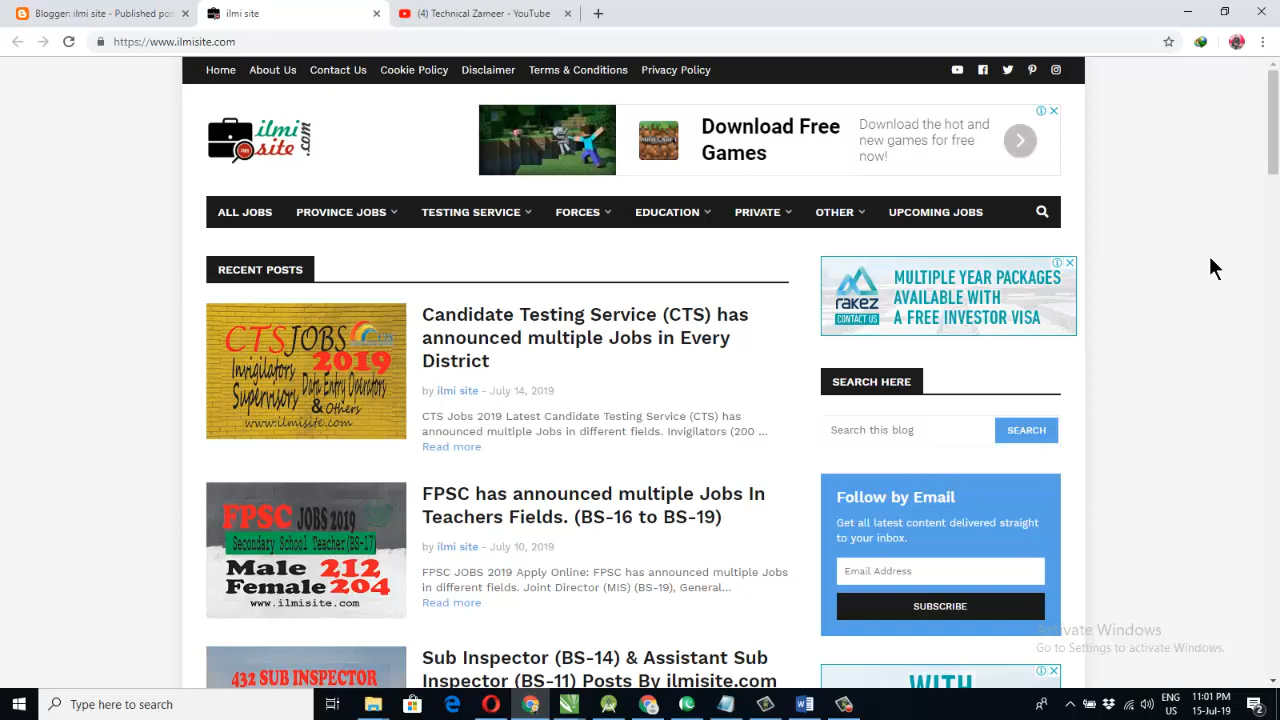 Blogger: ilmi site - Published pos
ilmi site
(4) Technical Zameer - YouTube
https://www.ilmisite.com
Home About Us Contact Us Cookie Policy Disclaimer Terms & Conditions Privacy Policy
ilmi site .com
Download Free Games
Download the hot and new games for free now!
ALL JOBS PROVINCE JOBS TESTING SERVICE FORCES EDUCATION PRIVATE OTHER UPCOMING JOBS
RECENT POSTS
CTS JOBS
2019
Invigilators
Supervisors
Data Entry Operators
& Others
www.ilmisite.com
Candidate Testing Service (CTS) has
announced multiple Jobs in Every
District
by ilmi site - July 14, 2019
CTS Jobs 2019 Latest Candidate Testing Service (CTS) has
announced multiple Jobs in different fields. Invigilators (200 ...
Read more
FPSC JOBS 2019
Secondary School Teacher (BS-17)
Male 212
Female 204
www.ilmisite.com
FPSC has announced multiple Jobs In
Teachers Fields. (BS-16 to BS-19)
by ilmi site - July 10, 2019
FPSC JOBS 2019 Apply Online: FPSC has announced multiple Jobs
in different fields. Joint Director (MIS) (BS-19), General...
Read more
432 SUB INSPECTOR
Sub Inspector (BS-14) & Assistant Sub
Inspector (BS-11) Posts By ilmisite.com
rakez
CONTACT US
MULTIPLE YEAR PACKAGES
AVAILABLE WITH
A FREE INVESTOR VISA
SEARCH HERE
Search this blog
SEARCH
Follow by Email
Get all latest content delivered straight
to your inbox.
Email Address
SUBSCRIBE
Activate Windows
Go to Settings to activate Windows.
WITH
Type here to search
ENG
US
11:01 PM
15-Jul-19
2